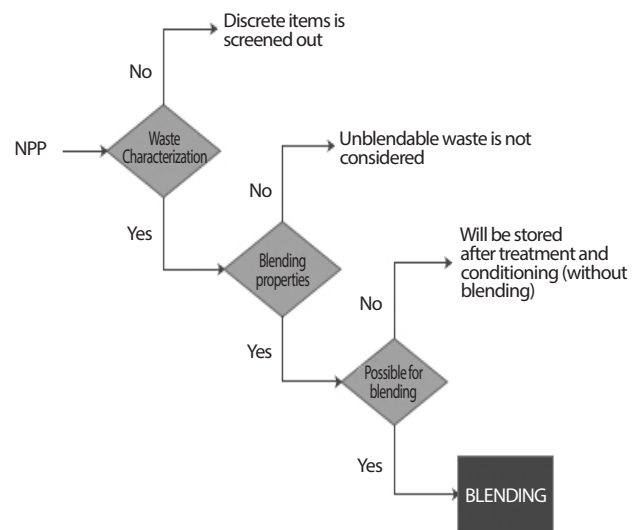 Discrete items is
screened out
No
NPP
Waste
Characterization
Unblendable waste is not
considered
No
Yes
Blending
properties
Will be stored
after treatment and
conditioning (without
blending)
No
Yes
Possible for
blending
Yes
BLENDING